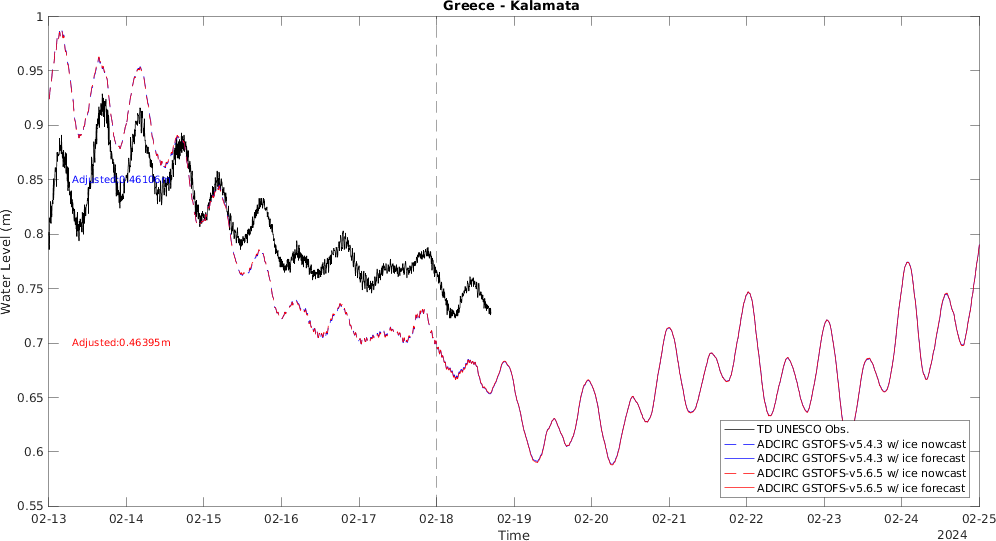 Greece - Kalamata
Water Level (m)
1
0.95
0.9
0.85
0.8
0.75
0.7
0.65
0.6
0.55
Adjusted:0.46106m
Adjusted:0.46395m
TD UNESCO Obs.
ADCIRC GSTOFS-v5.4.3 w/ ice nowcast
ADCIRC GSTOFS-v5.4.3 w/ ice forecast
ADCIRC GSTOFS-v5.6.5 w/ ice nowcast
ADCIRC GSTOFS-v5.6.5 w/ ice forecast
02-13 02-14 02-15 02-16 02-17 02-18 02-19 02-20 02-21 02-22 02-23 02-24 02-25
Time
2024